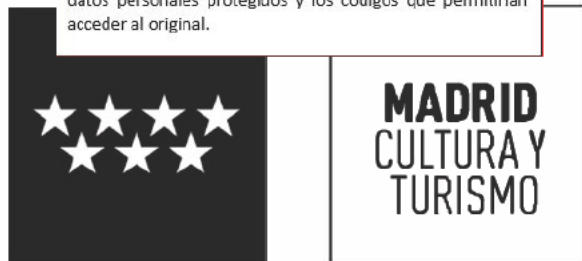 datos personales protegidos y los códigos que permitirían
acceder al original.
MADRID
CULTURA Y
TURISMO